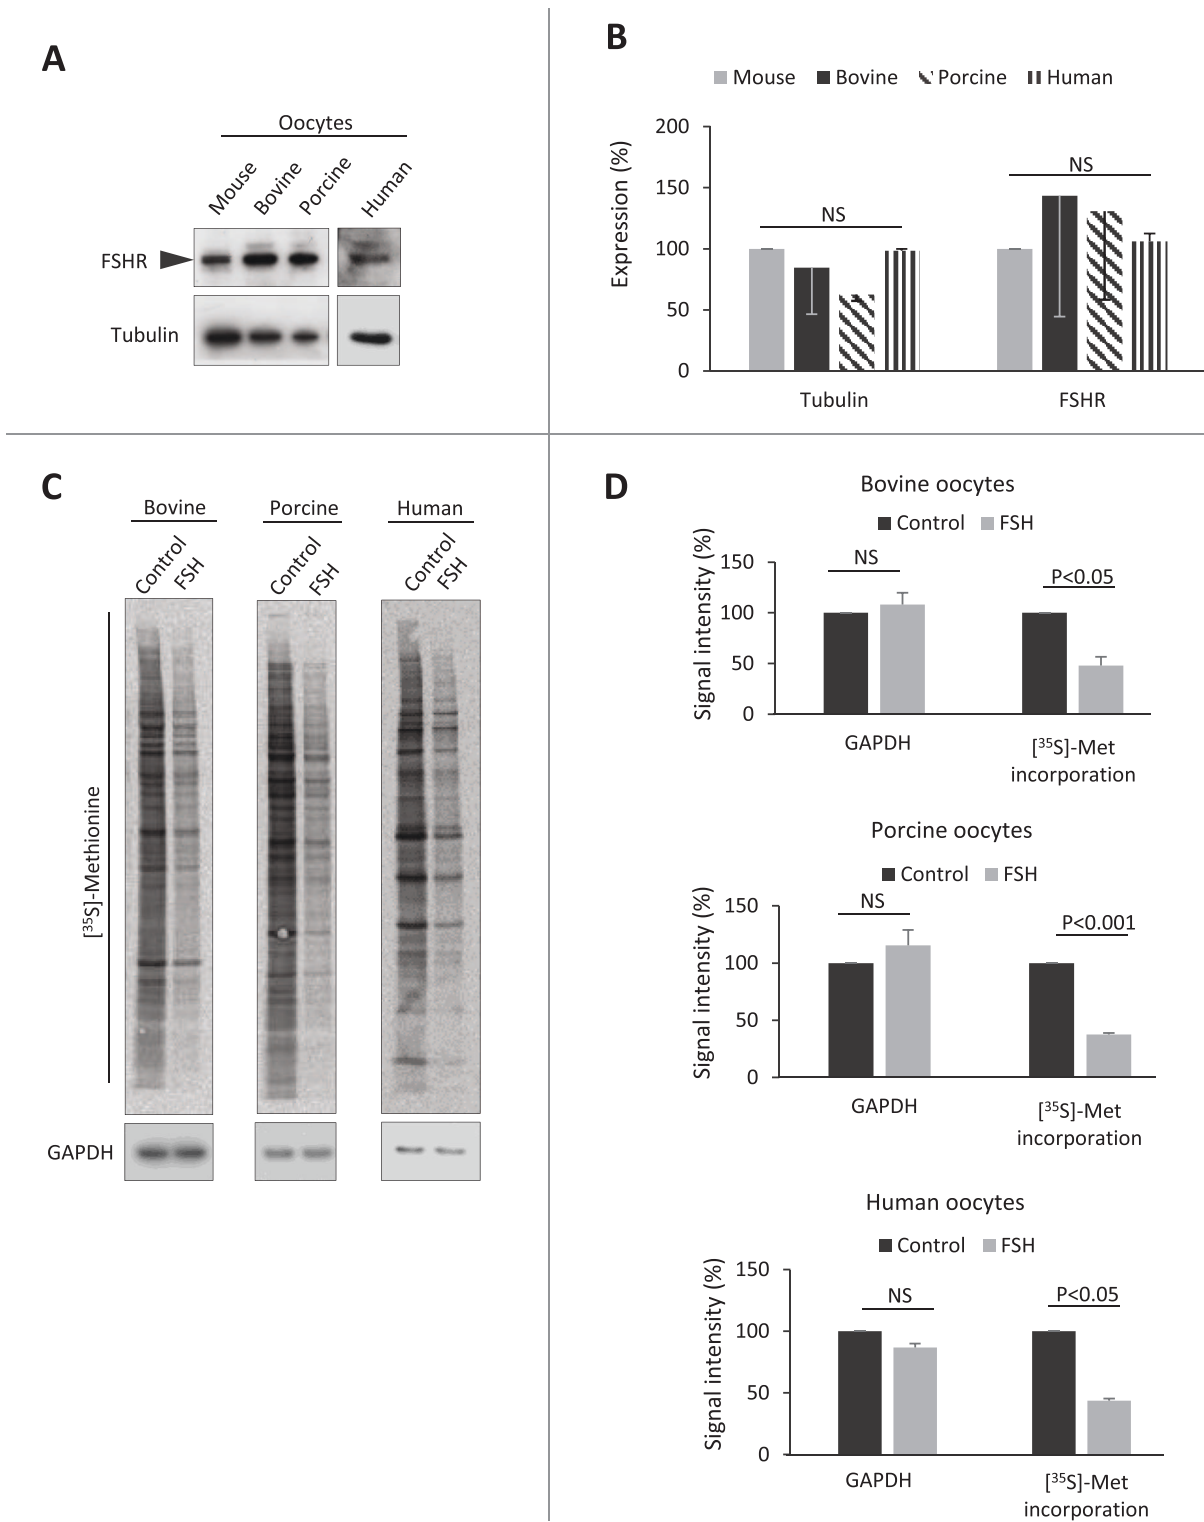 A
Oocytes
Mouse
Bovine
Porcine
Human
FSHR
Tubulin
B
Mouse Bovine Porcine Human
Expression (%)
200
150
100
50
0
NS
NS
Tubulin
FSHR
C
Bovine
Porcine
Human
Control
FSH
Control
FSH
Control
FSH
[³⁵S]-Methionine
GAPDH
D
Bovine oocytes
Control FSH
Signal intensity (%)
150
100
50
0
NS
P<0.05
GAPDH
[³⁵S]-Met
incorporation
Porcine oocytes
Control FSH
Signal intensity (%)
150
100
50
0
NS
P<0.001
GAPDH
[³⁵S]-Met
incorporation
Human oocytes
Control FSH
Signal intensity (%)
150
100
50
0
NS
P<0.05
GAPDH
[³⁵S]-Met
incorporation